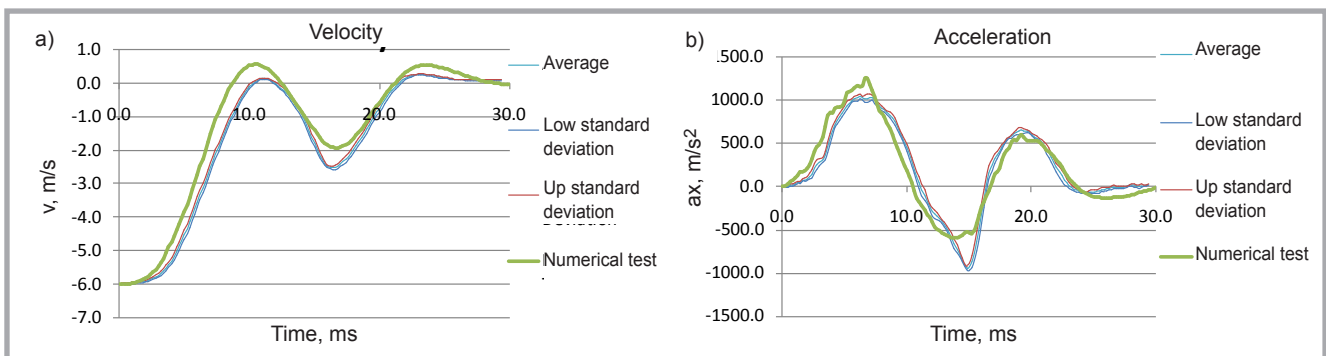 a)
Velocity
1.0
0.0
-1.0
-2.0
-3.0
-4.0
-5.0
-6.0
-7.0
0.0
10.0
20.0
30.0
v, m/s
Time, ms
Average
Low standard
deviation
Up standard
deviation
Numerical test
b)
Acceleration
1500.0
1000.0
500.0
0.0
-500.0
-1000.0
-1500.0
0.0
10.0
20.0
30.0
ax, m/s²
Time, ms
Average
Low standard
deviation
Up standard
deviation
Numerical test